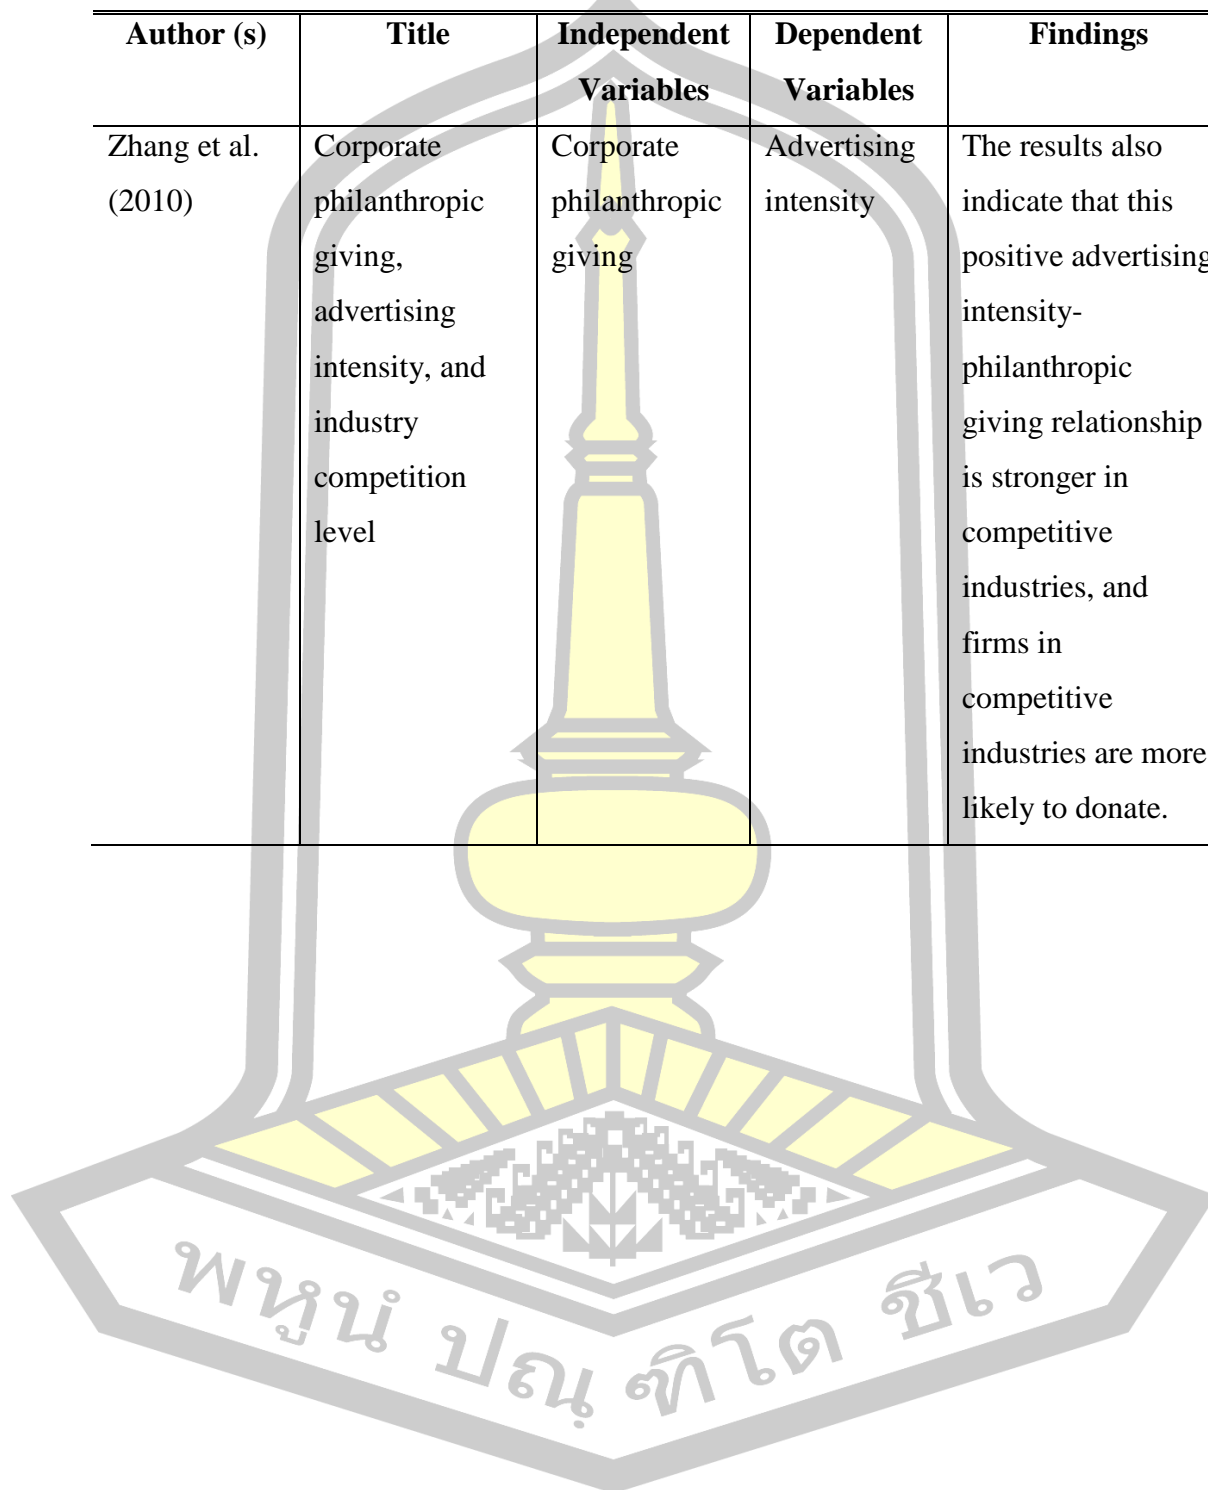 Author (s) Title Independent Variables Dependent Variables Findings
Zhang et al.
(2010)
Corporate
philanthropic
giving,
advertising
intensity, and
industry
competition
level
Corporate
philanthropic
giving
Advertising
intensity
The results also
indicate that this
positive advertising
intensity-
philanthropic
giving relationship
is stronger in
competitive
industries, and
firms in
competitive
industries are more
likely to donate.
พหูนํ ปณฺฑิโต ชีเว